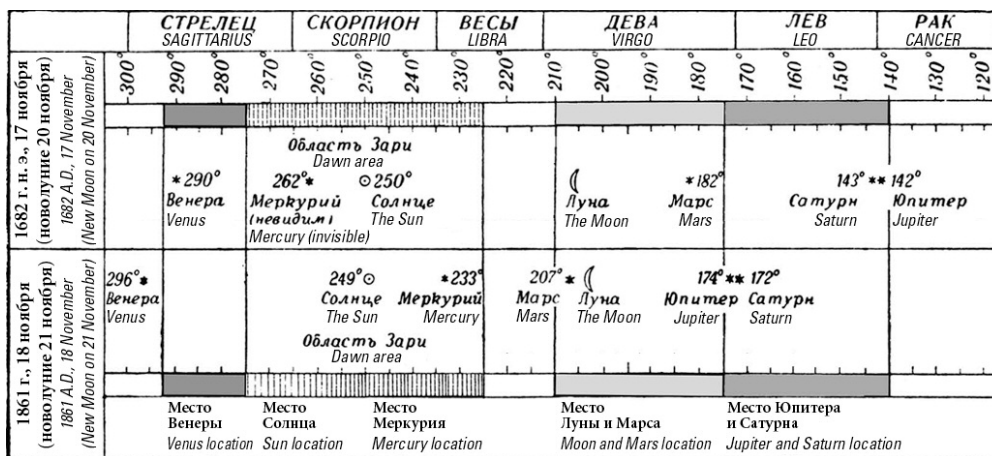 СТРЕЛЕЦ СКОРПИОН ВЕСЫ ДЕВА ЛЕВ РАК
SAGITTARIUS SCORPIO LIBRA VIRGO LEO CANCER
300° 290° 280° 270° 260° 250° 240° 230° 220° 210° 200° 190° 180° 170° 160° 150° 140° 130° 120°
1682 г. н. э., 17 ноября
(новолуние 20 ноября)
1682 A.D., 17 November
(New Moon on 20 November)
Область Зари
Dawn area
*290° 262°* ⊙250° *182° 143°** 142°
Венера Меркурий Солнце Луна Марс Сатурн Юпитер
Venus (невидим) The Sun The Moon Mars Saturn Jupiter
Mercury (invisible)
1861 г., 18 ноября
(новолуние 21 ноября)
1861 A.D., 18 November
(New Moon on 21 November)
296°* 249°⊙ *233° 207°* 174°** 172°
Венера Солнце Меркурий Марс Луна Юпитер Сатурн
Venus The Sun Mercury Mars The Moon Jupiter Saturn
Область Зари
Dawn area
Место Место Место Место Место Юпитера
Венеры Солнца Меркурия Луны и Марса и Сатурна
Venus location Sun location Mercury location Moon and Mars location Jupiter and Saturn location